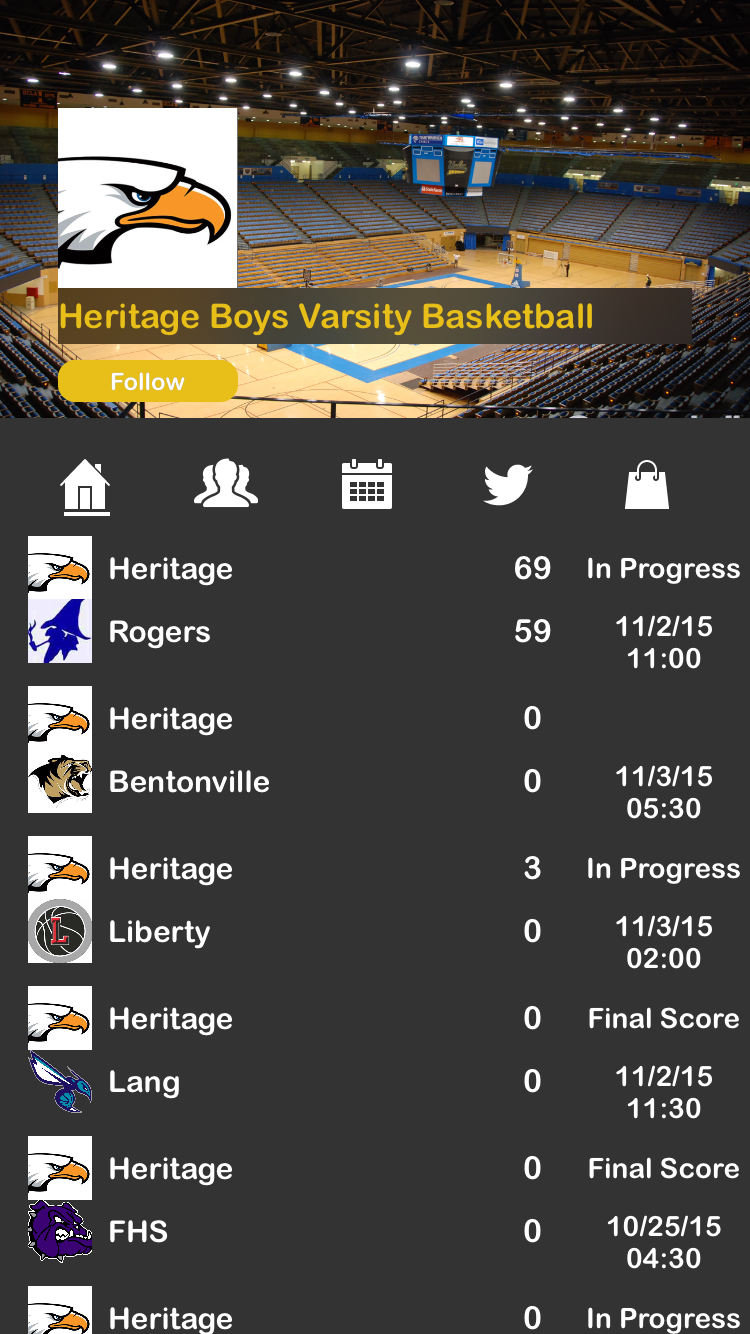 Heritage Boys Varsity Basketball
Follow
Heritage 69 In Progress
Rogers 59 11/2/15
11:00
Heritage 0
Bentonville 0 11/3/15
05:30
Heritage 3 In Progress
L
Liberty 0 11/3/15
02:00
Heritage 0 Final Score
Lang 0 11/2/15
11:30
Heritage 0 Final Score
FHS 0 10/25/15
04:30
Heritage 0 In Progress